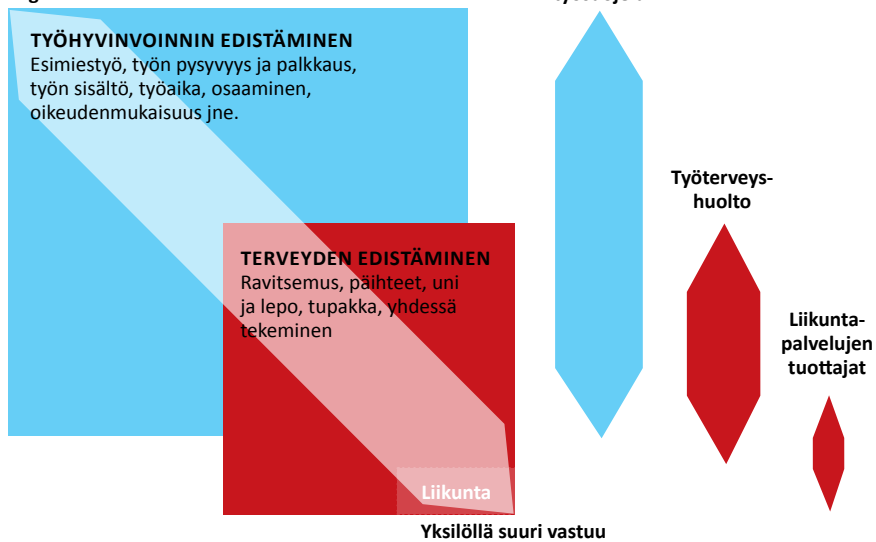 TYÖHYVINVOINNIN EDISTÄMINEN
Esimiestyö, työn pysyvyys ja palkkaus,
työn sisältö, työaika, osaaminen,
oikeudenmukaisuus jne.
Työterveys-
huolto
TERVEYDEN EDISTÄMINEN
Ravitsemus, päihteet, uni
ja lepo, tupakka, yhdessä
tekeminen
Liikunta-
palvelujen
tuottajat
Liikunta
Yksilöllä suuri vastuu